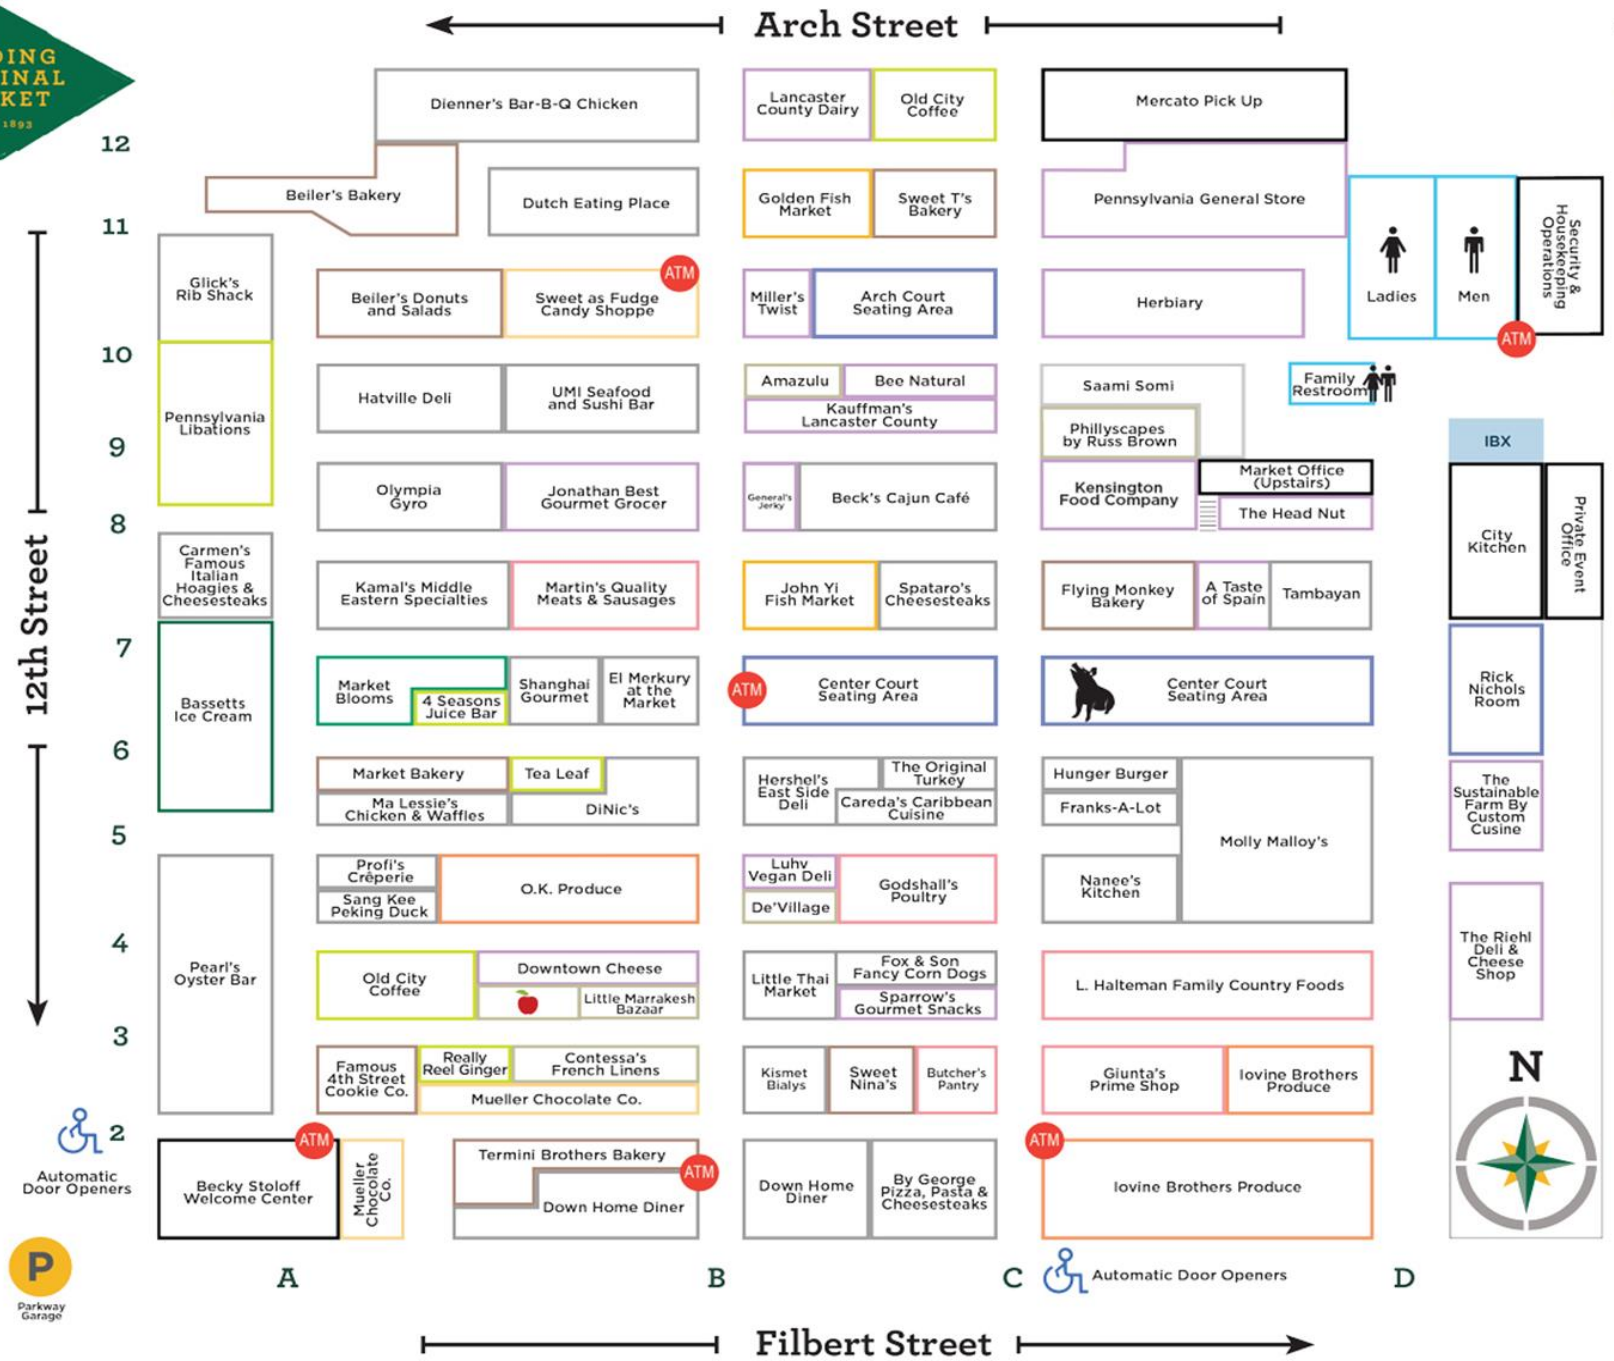 Arch Street
DING
INAL
KET
1893
Dienner's Bar-B-Q Chicken
Lancaster
County Dairy
Old City
Coffee
Mercato Pick Up
12
Beiler's Bakery
Dutch Eating Place
Golden Fish
Market
Sweet T's
Bakery
Pennsylvania General Store
11
Ladies
Men
Security &
Housekeeping
Operations
Glick's
Rib Shack
Beiler's Donuts
and Salads
Sweet as Fudge
Candy Shoppe
ATM
Miller's
Twist
Arch Court
Seating Area
Herbiary
ATM
10
Pennsylvania
Libations
Hatville Deli
UMI Seafood
and Sushi Bar
Amazulu
Bee Natural
Kauffman's
Lancaster County
Saami Somi
Phillyscapes
by Russ Brown
Family
Restroom
9
IBX
Olympia
Gyro
Jonathan Best
Gourmet Grocer
General's
Jerky
Beck's Cajun Café
Kensington
Food Company
Market Office
(Upstairs)
The Head Nut
City
Kitchen
Private Event
Office
8
12th Street
Carmen's
Famous
Italian
Hoagies &
Cheesesteaks
Kamal's Middle
Eastern Specialties
Martin's Quality
Meats & Sausages
John Yi
Fish Market
Spataro's
Cheesesteaks
Flying Monkey
Bakery
A Taste
of Spain
Tambayan
7
Bassetts
Ice Cream
Market
Blooms
4 Seasons
Juice Bar
Shanghai
Gourmet
El Merkury
at the
Market
ATM
Center Court
Seating Area
Center Court
Seating Area
Rick
Nichols
Room
6
Market Bakery
Tea Leaf
Ma Lessie's
Chicken & Waffles
DiNic's
Hershel's
East Side
Deli
The Original
Turkey
Careda's Caribbean
Cuisine
Hunger Burger
Franks-A-Lot
Molly Malloy's
The
Sustainable
Farm By
Custom
Cusine
5
Profi's
Crêperie
Sang Kee
Peking Duck
O.K. Produce
Luhv
Vegan Deli
De'Village
Godshall's
Poultry
Nanee's
Kitchen
4
Pearl's
Oyster Bar
Old City
Coffee
Downtown Cheese
Little Marrakesh
Bazaar
Little Thai
Market
Fox & Son
Fancy Corn Dogs
Sparrow's
Gourmet Snacks
L. Halteman Family Country Foods
The Riehl
Deli &
Cheese
Shop
3
Famous
4th Street
Cookie Co.
Really
Reel Ginger
Contessa's
French Linens
Mueller Chocolate Co.
Kismet
Bialys
Sweet
Nina's
Butcher's
Pantry
Giunta's
Prime Shop
Iovine Brothers
Produce
N
2
Automatic
Door Openers
ATM
Becky Stoloff
Welcome Center
Mueller
Chocolate
Co.
Termini Brothers Bakery
ATM
Down Home Diner
Down Home
Diner
By George
Pizza, Pasta &
Cheesesteaks
ATM
Iovine Brothers Produce
P
Parkway
Garage
A
B
C
Automatic Door Openers
D
Filbert Street